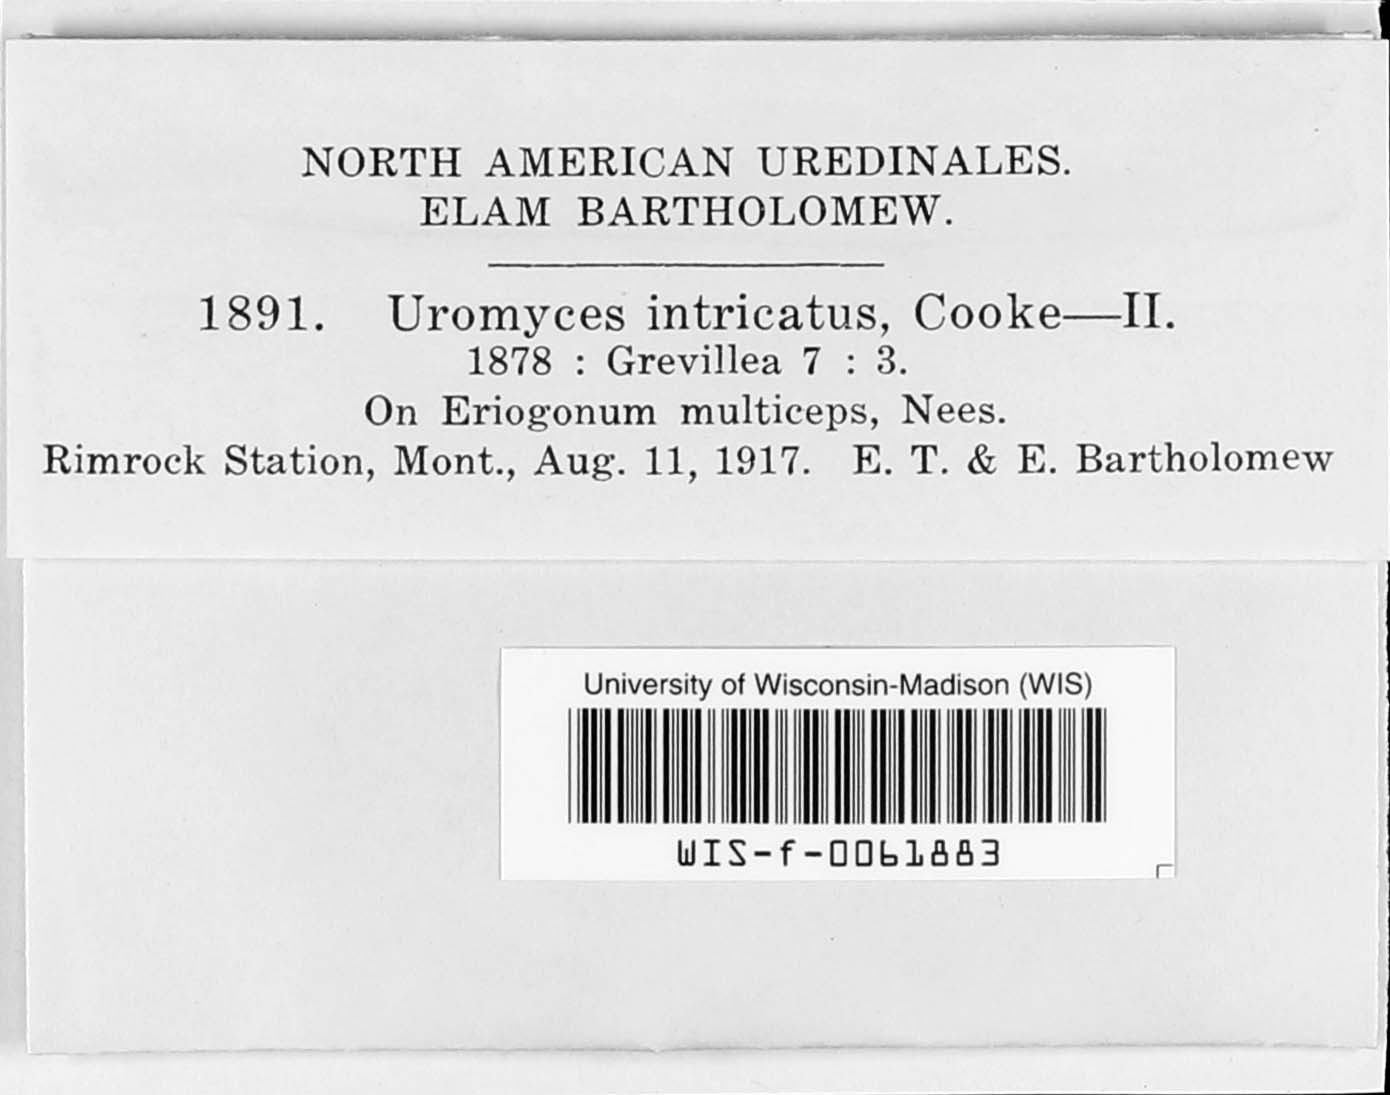 NORTH AMERICAN UREDINALES.
ELAM BARTHOLOMEW.
1891. Uromyces intricatus, Cooke—II.
1878 : Grevillea 7 : 3.
On Eriogonum multiceps, Nees.
Rimrock Station, Mont., Aug. 11, 1917. E. T. & E. Bartholomew
University of Wisconsin-Madison (WIS)
WIS-f-0061883